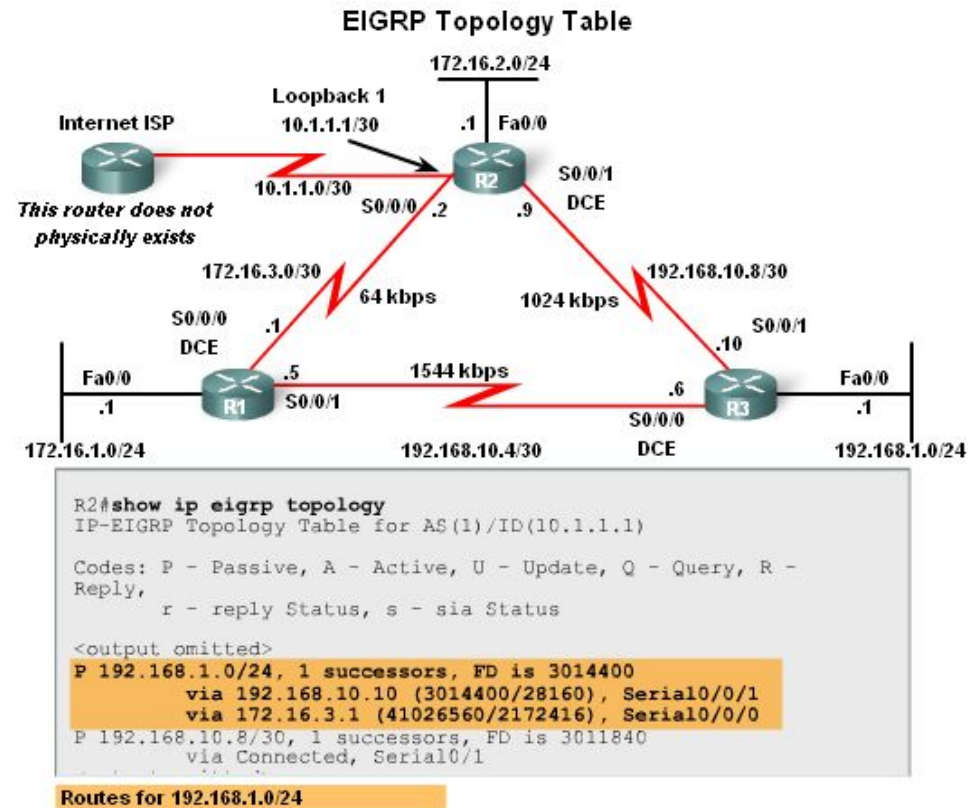 EIGRP Topology Table
172.16.2.0/24
Loopback 1
10.1.1.1/30
Internet ISP
.1
Fa0/0
R2
S0/0/1
DCE
10.1.1.0/30
S0/0/0
.2
.9
This router does not
physically exists
172.16.3.0/30
192.168.10.8/30
64 kbps
1024 kbps
S0/0/0
DCE
.1
S0/0/1
.10
Fa0/0
.1
R1
.5
S0/0/1
1544 kbps
.6
S0/0/0
DCE
R3
Fa0/0
.1
172.16.1.0/24
192.168.10.4/30
192.168.1.0/24
R2#show ip eigrp topology
IP-EIGRP Topology Table for AS(1)/ID(10.1.1.1)
Codes: P - Passive, A - Active, U - Update, Q - Query, R -
Reply,
r - reply Status, s - sia Status
<output omitted>
P 192.168.1.0/24, 1 successors, FD is 3014400
via 192.168.10.10 (3014400/28160), Serial0/0/1
via 172.16.3.1 (41026560/2172416), Serial0/0/0
P 192.168.10.8/30, 1 successors, FD is 3011840
via Connected, Serial0/1
Routes for 192.168.1.0/24